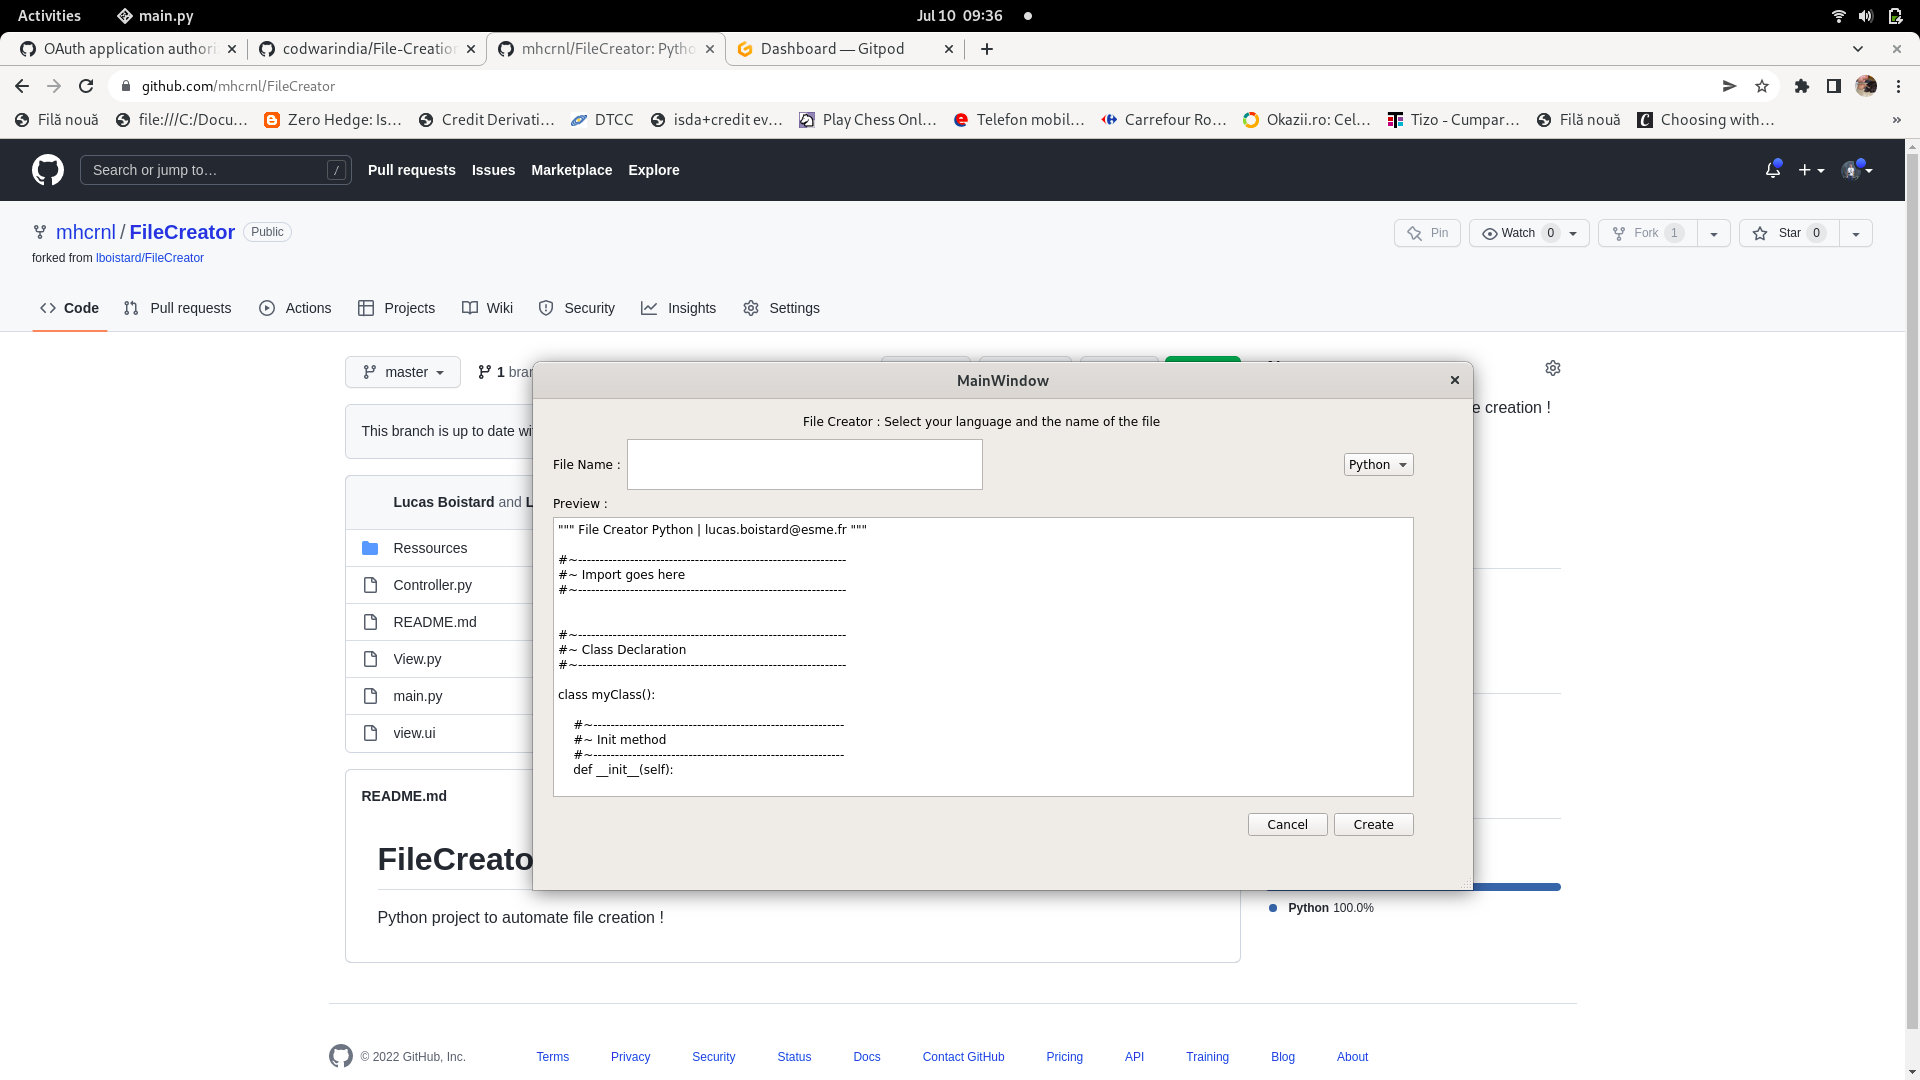 Activities main.py Jul 10 09:36
OAuth application authori codwarindia/File-Creation mhcrnl/FileCreator: Pytho Dashboard — Gitpod
github.com/mhcrnl/FileCreator
Filă nouă file:///C:/Docu… Zero Hedge: Is… Credit Derivati… DTCC isda+credit ev… Play Chess Onl… Telefon mobil… Carrefour Ro… Okazii.ro: Cel… Tizo - Cumpar… Filă nouă Choosing with… »
Search or jump to… / Pull requests Issues Marketplace Explore
mhcrnl / FileCreator Public
Pin Watch 0 Fork 1 Star 0
forked from lboistard/FileCreator
Code Pull requests Actions Projects Wiki Security Insights Settings
master 1 bran
MainWindow
e creation !
File Creator : Select your language and the name of the file
This branch is up to date wi
File Name : Python
Preview :
Lucas Boistard and L
""" File Creator Python | lucas.boistard@esme.fr """
#~--------------------------------------------------------------
#~ Import goes here
#~--------------------------------------------------------------
#~--------------------------------------------------------------
#~ Class Declaration
#~--------------------------------------------------------------
class myClass():
#~----------------------------------------------------------
#~ Init method
#~----------------------------------------------------------
def __init__(self):
Cancel Create
Ressources
Controller.py
README.md
View.py
main.py
view.ui
README.md
FileCreato
Python project to automate file creation !
Python 100.0%
© 2022 GitHub, Inc. Terms Privacy Security Status Docs Contact GitHub Pricing API Training Blog About